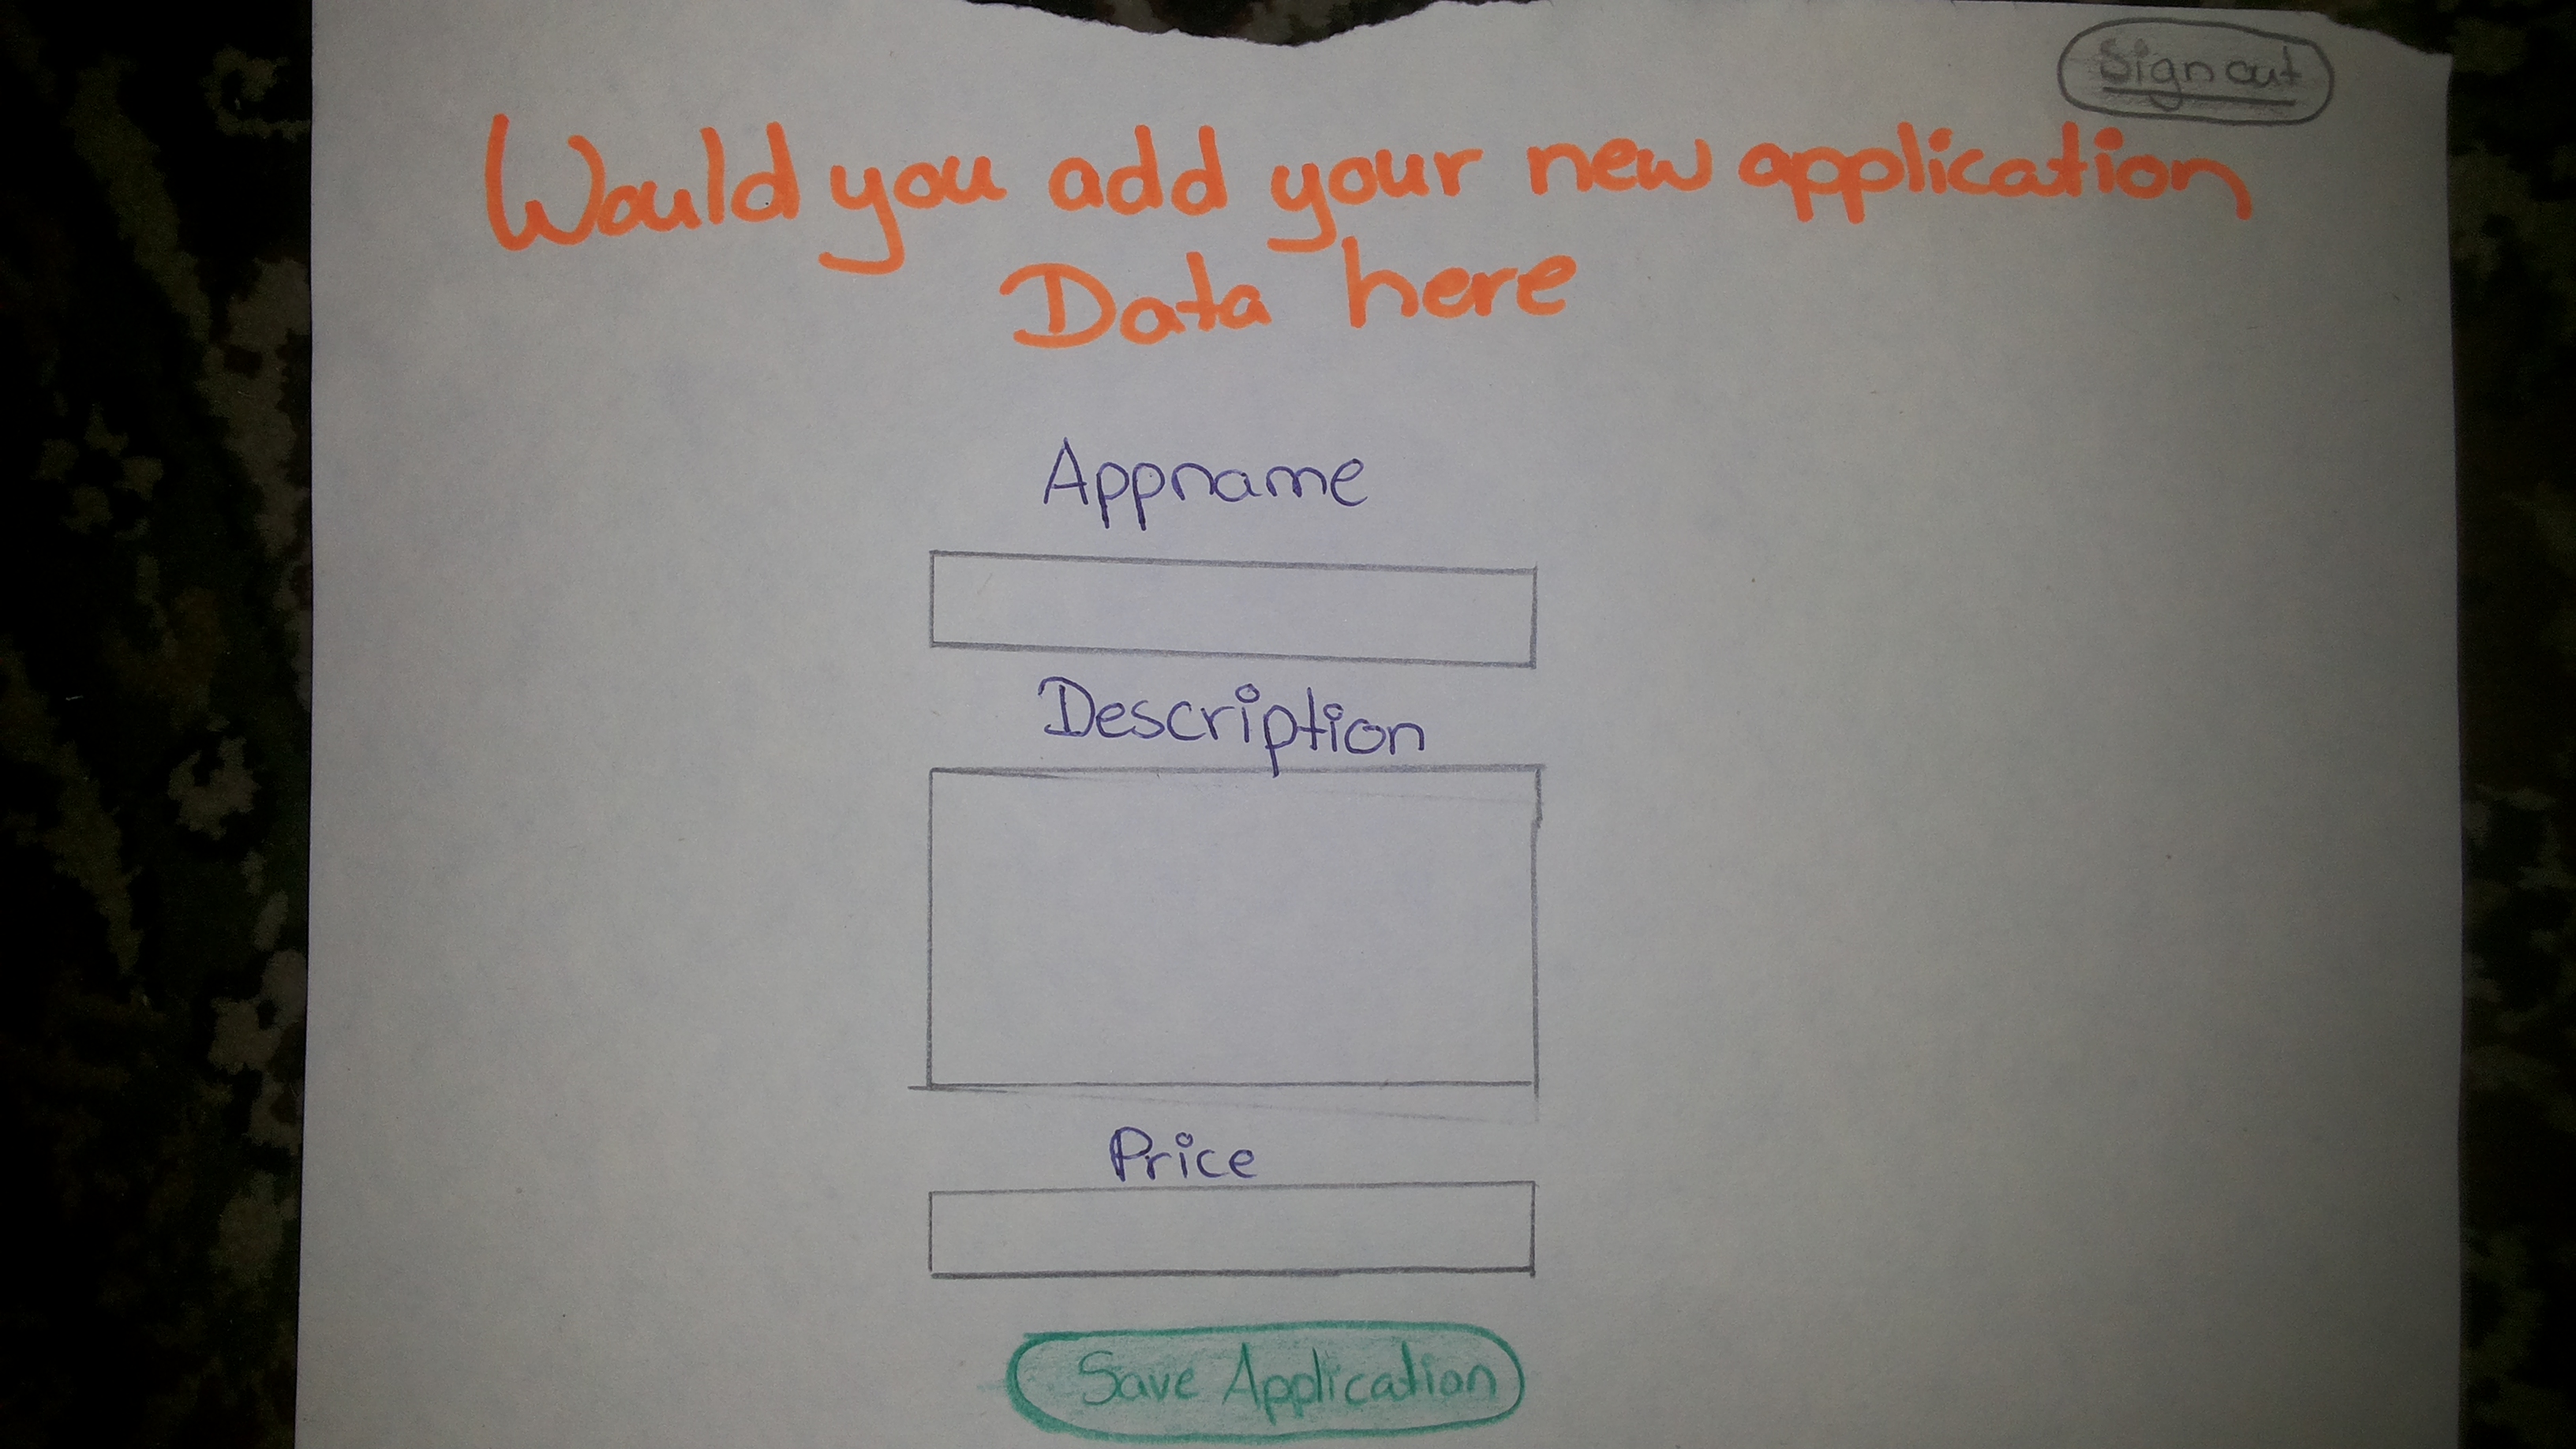 Sign out
Would you add your new application
Data here
Appname
Description
Price
Save Application